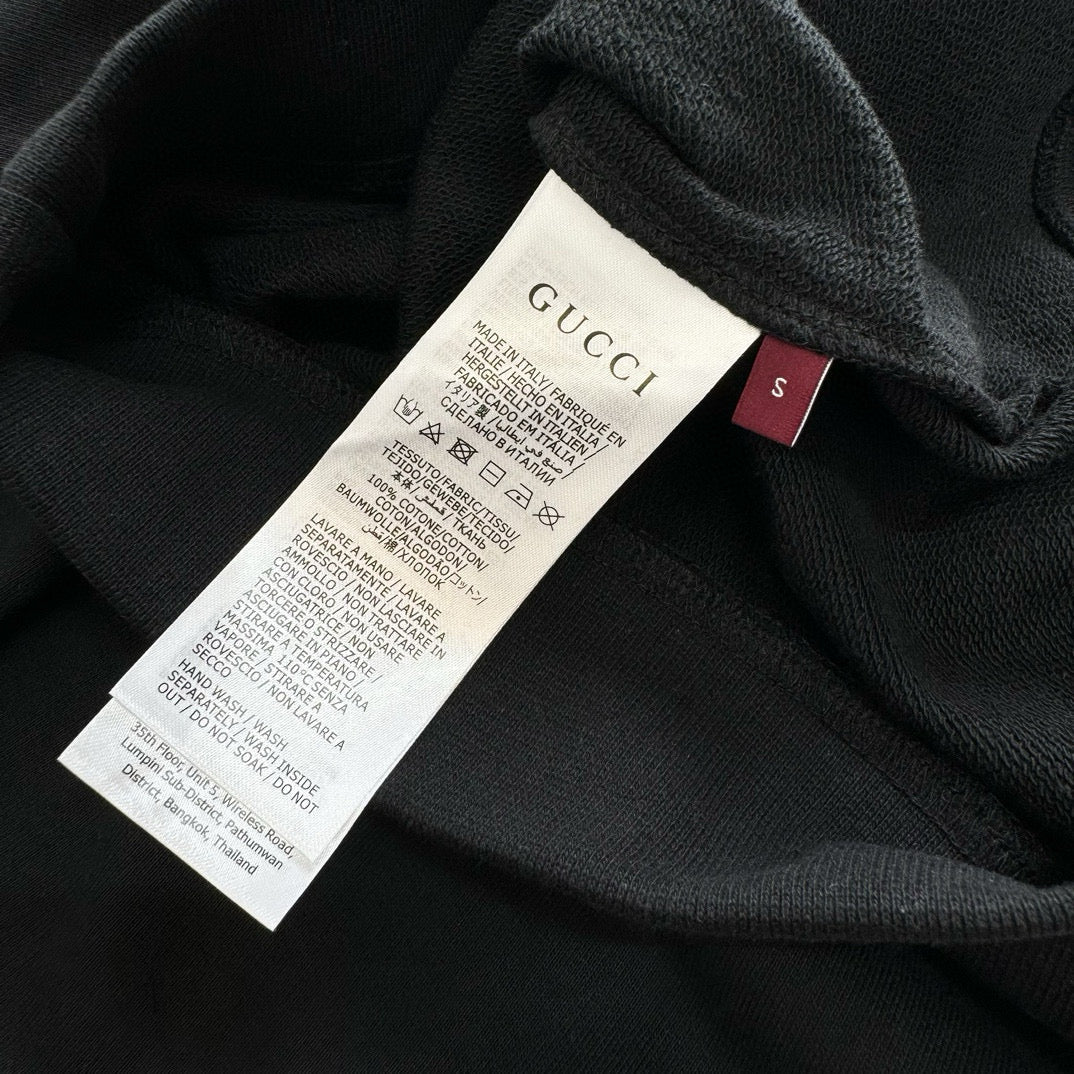 GUCCI
MADE IN ITALY / FABRIQUÉ EN
ITALIE / HECHO EN ITALIA /
HERGESTELLT IN ITALIEN /
FABRICADO EM ITÁLIA /
イタリア製 / صنع في ايطاليا /
СДЕЛАНО В ИТАЛИИ
TESSUTO/FABRIC/TISSU/
TEJIDO/GEWEBE/TECIDO/
本体/قطني/ТКАНЬ
100% COTONE/COTTON/
COTON/ALGODON/
BAUMWOLLE/ALGODÃO/コットン/
棉/قطن/ХЛОПОК
LAVARE A MANO / LAVARE
SEPARATAMENTE / LAVARE A
ROVESCIO / NON LASCIARE IN
AMMOLLO / NON TRATTARE
CON CLORO / NON USARE
ASCIUGATRICE / NON
TORCERE O STRIZZARE /
ASCIUGARE IN PIANO /
STIRARE A TEMPERATURA
MASSIMA 110°C SENZA
VAPORE / STIRARE A
ROVESCIO / NON LAVARE A
SECCO
HAND WASH / WASH
SEPARATELY / WASH INSIDE
OUT / DO NOT SOAK / DO NOT
35th Floor, Unit 5, Wireless Road,
Lumpini Sub-District, Pathumwan
District, Bangkok, Thailand
S